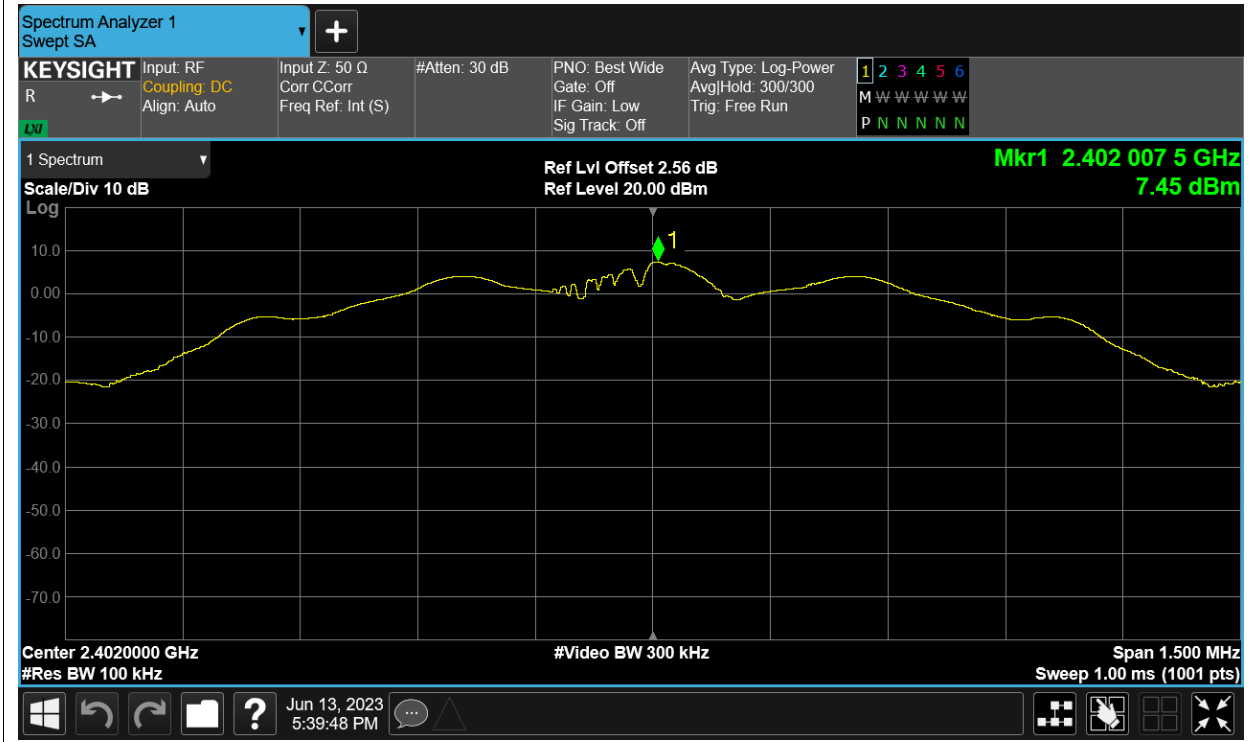 Spectrum Analyzer 1
Swept SA
+
KEYSIGHT
R
LXI
Input: RF
Coupling: DC
Align: Auto
Input Z: 50 Ω
Corr CCorr
Freq Ref: Int (S)
#Atten: 30 dB
PNO: Best Wide
Gate: Off
IF Gain: Low
Sig Track: Off
Avg Type: Log-Power
Avg|Hold: 300/300
Trig: Free Run
1 2 3 4 5 6
M W W W W W W
P N N N N N N
1 Spectrum
Scale/Div 10 dB
Log
Ref Lvl Offset 2.56 dB
Ref Level 20.00 dBm
Mkr1 2.402 007 5 GHz
7.45 dBm
1
10.0
0.00
-10.0
-20.0
-30.0
-40.0
-50.0
-60.0
-70.0
Center 2.4020000 GHz
#Video BW 300 kHz
Span 1.500 MHz
#Res BW 100 kHz
Sweep 1.00 ms (1001 pts)
?
Jun 13, 2023
5:39:48 PM